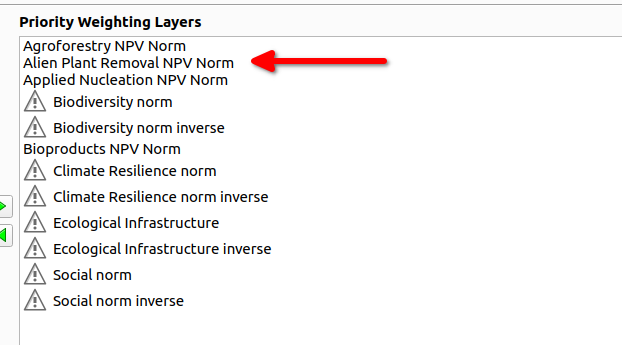 Priority Weighting Layers
Agroforestry NPV Norm
Alien Plant Removal NPV Norm
Applied Nucleation NPV Norm
Biodiversity norm
Biodiversity norm inverse
Bioproducts NPV Norm
Climate Resilience norm
Climate Resilience norm inverse
Ecological Infrastructure
Ecological Infrastructure inverse
Social norm
Social norm inverse